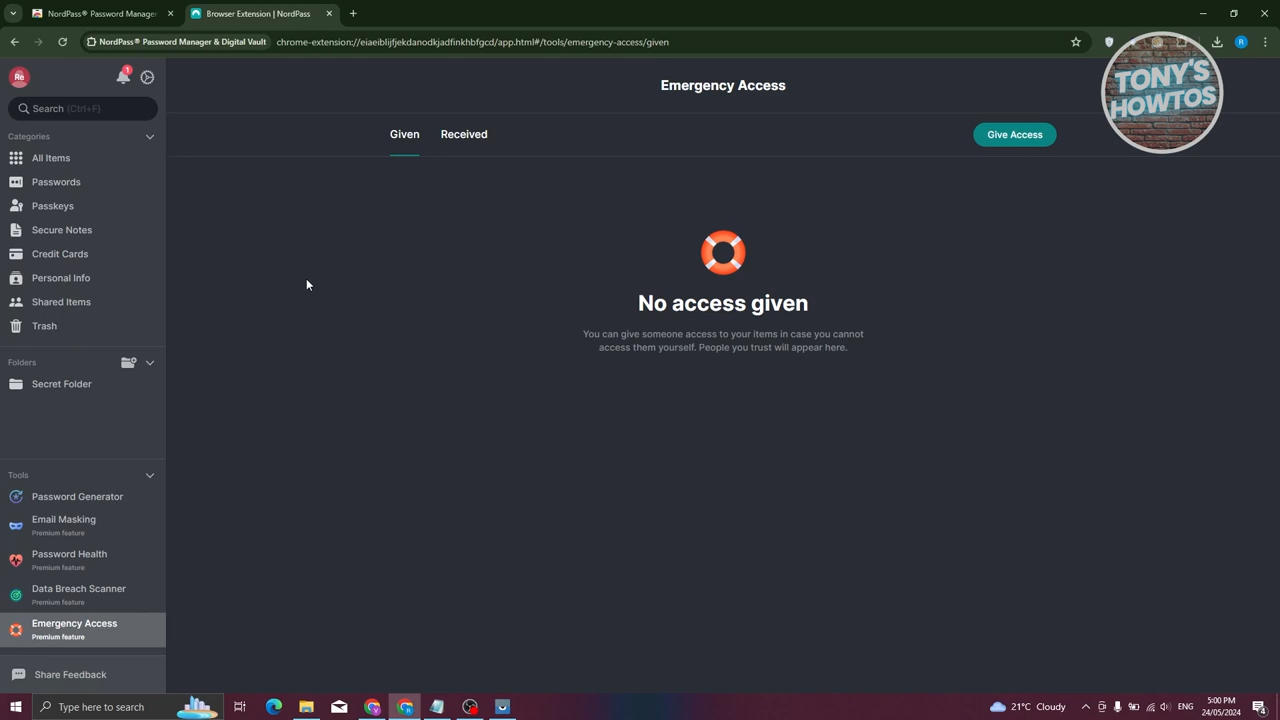 NordPass® Password Manager
Browser Extension | NordPass
NordPass® Password Manager & Digital Vault
chrome-extension://eiaeiblijfjekdanodkjadfinkhbfgcd/app.html#/tools/emergency-access/given
R
Re
1
Search (Ctrl+F)
Categories
All Items
Passwords
Passkeys
Secure Notes
Credit Cards
Personal Info
Shared Items
Trash
Folders
Secret Folder
Tools
Password Generator
Email Masking
Premium feature
Password Health
Premium feature
Data Breach Scanner
Premium feature
Emergency Access
Premium feature
Share Feedback
Emergency Access
Given
Received
Give Access
TONY'S
HOWTOS
No access given
You can give someone access to your items in case you cannot
access them yourself. People you trust will appear here.
Type here to search
21°C Cloudy
ENG
5:00 PM
24/05/2024